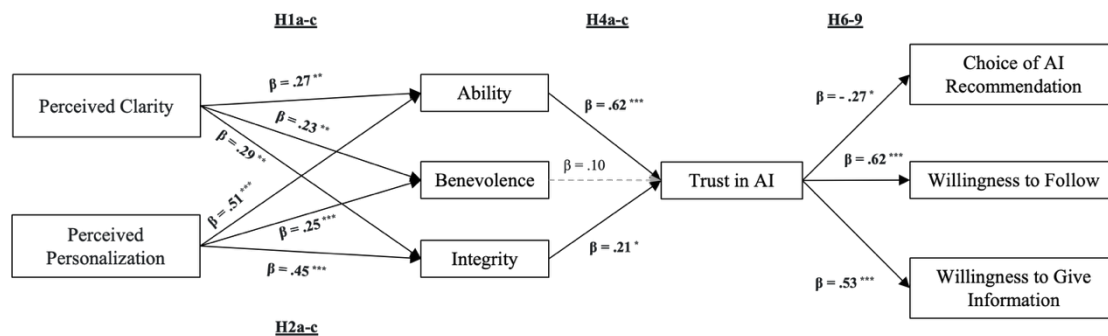 H1a-c
H4a-c
H6-9
Perceived Clarity
β = .27 **
β = .23 **
β = .29 **
β = .51 ***
β = .25 ***
β = .45 ***
Perceived
Personalization
H2a-c
Ability
Benevolence
Integrity
β = .62 ***
β = .10
β = .21 *
Trust in AI
β = - .27 *
β = .62 ***
β = .53 ***
Choice of AI
Recommendation
Willingness to Follow
Willingness to Give
Information